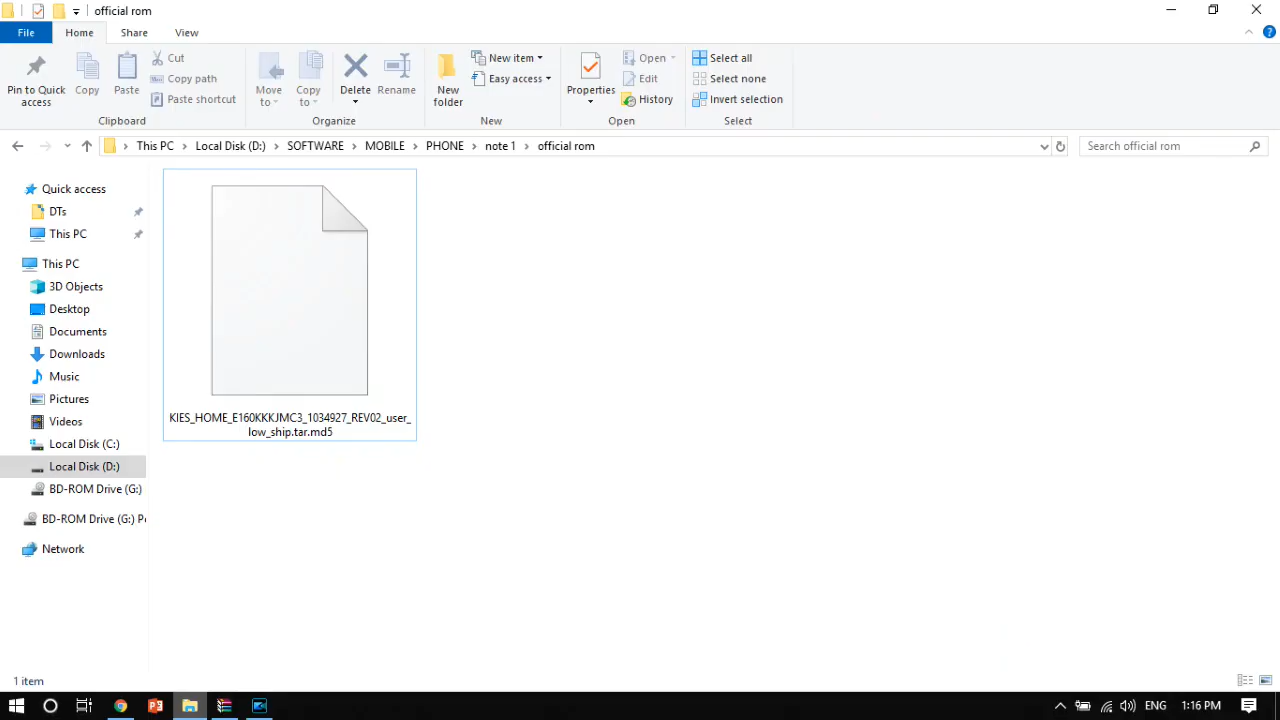 official rom
File
Home
Share
View
Pin to Quick access
Copy
Paste
Cut
Copy path
Paste shortcut
Clipboard
Move to
Copy to
Delete
Rename
Organize
New folder
New item
Easy access
New
Properties
Open
Edit
History
Open
Select all
Select none
Invert selection
Select
This PC > Local Disk (D:) > SOFTWARE > MOBILE > PHONE > note 1 > official rom
Search official rom
Quick access
DTs
This PC
This PC
3D Objects
Desktop
Documents
Downloads
Music
Pictures
Videos
Local Disk (C:)
Local Disk (D:)
BD-ROM Drive (G:)
BD-ROM Drive (G:) P
Network
KIES_HOME_E160KKKJMC3_1034927_REV02_user_
low_ship.tar.md5
1 item
ENG
1:16 PM